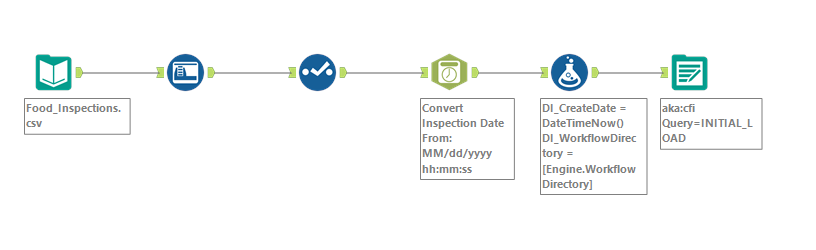 Food_Inspections.
csv
Convert
Inspection Date
From:
MM/dd/yyyy
hh:mm:ss
DI_CreateDate =
DateTimeNow()
DI_WorkflowDirec
tory =
[Engine.Workflow
Directory]
aka:cfi
Query=INITIAL_L
OAD